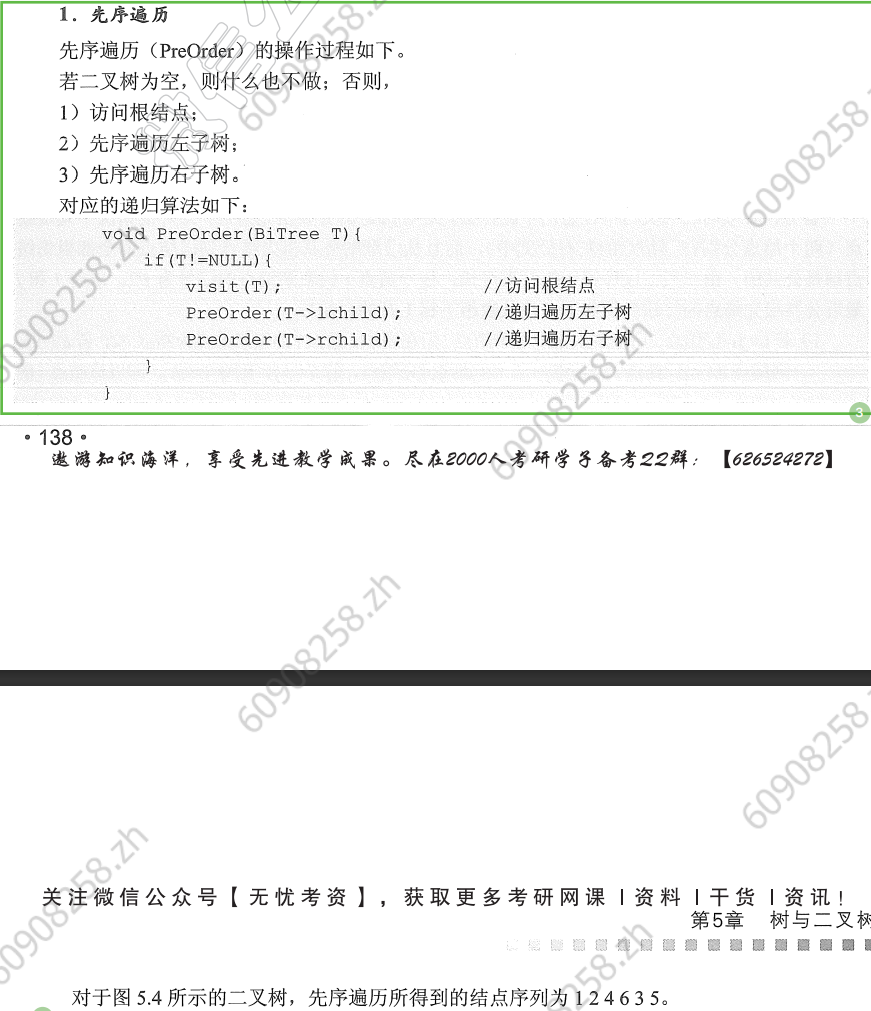 1．先序遍历
先序遍历（PreOrder）的操作过程如下。
若二叉树为空，则什么也不做；否则，
1）访问根结点；
2）先序遍历左子树；
3）先序遍历右子树。
对应的递归算法如下：
void PreOrder(BiTree T){
if(T!=NULL){
visit(T); //访问根结点
PreOrder(T->lchild); //递归遍历左子树
PreOrder(T->rchild); //递归遍历右子树
}
}
3
·138·
遨游知识海洋，享受先进教学成果。尽在2000人考研学子备考QQ群：【626524272】
60908258.zh
60908258.zh
60908258.zh
60908258.zh
关注微信公众号【无忧考资】，获取更多考研网课丨资料丨干货丨资讯！
第5章 树与二叉树
对于图 5.4 所示的二叉树，先序遍历所得到的结点序列为 1 2 4 6 3 5。